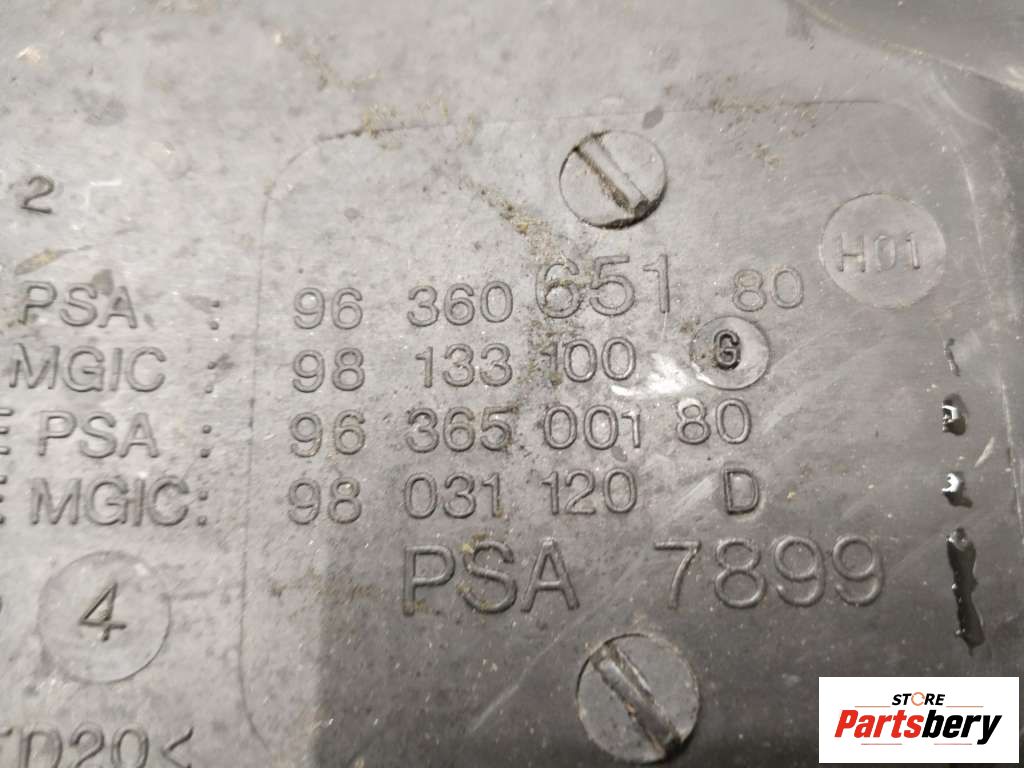 2
H01
PSA : 96 360 651 80
MGIC : 98 133 100 G
E PSA : 96 365 001 80
E MGIC : 98 031 120 D
PSA 7899
4
TD20<
STORE
Partsbery